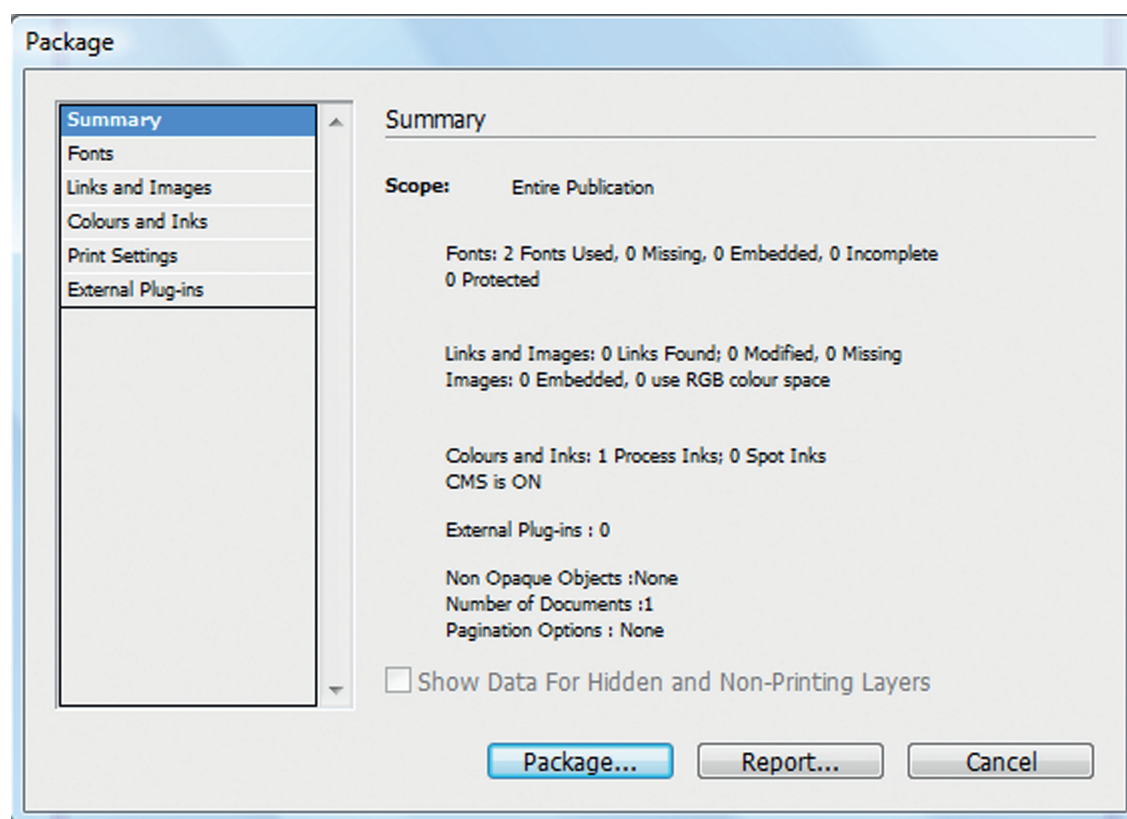 Package
Summary
Fonts
Links and Images
Colours and Inks
Print Settings
External Plug-ins
Summary
Scope: Entire Publication
Fonts: 2 Fonts Used, 0 Missing, 0 Embedded, 0 Incomplete
0 Protected
Links and Images: 0 Links Found; 0 Modified, 0 Missing
Images: 0 Embedded, 0 use RGB colour space
Colours and Inks: 1 Process Inks; 0 Spot Inks
CMS is ON
External Plug-ins : 0
Non Opaque Objects :None
Number of Documents :1
Pagination Options : None
Show Data For Hidden and Non-Printing Layers
Package... Report... Cancel